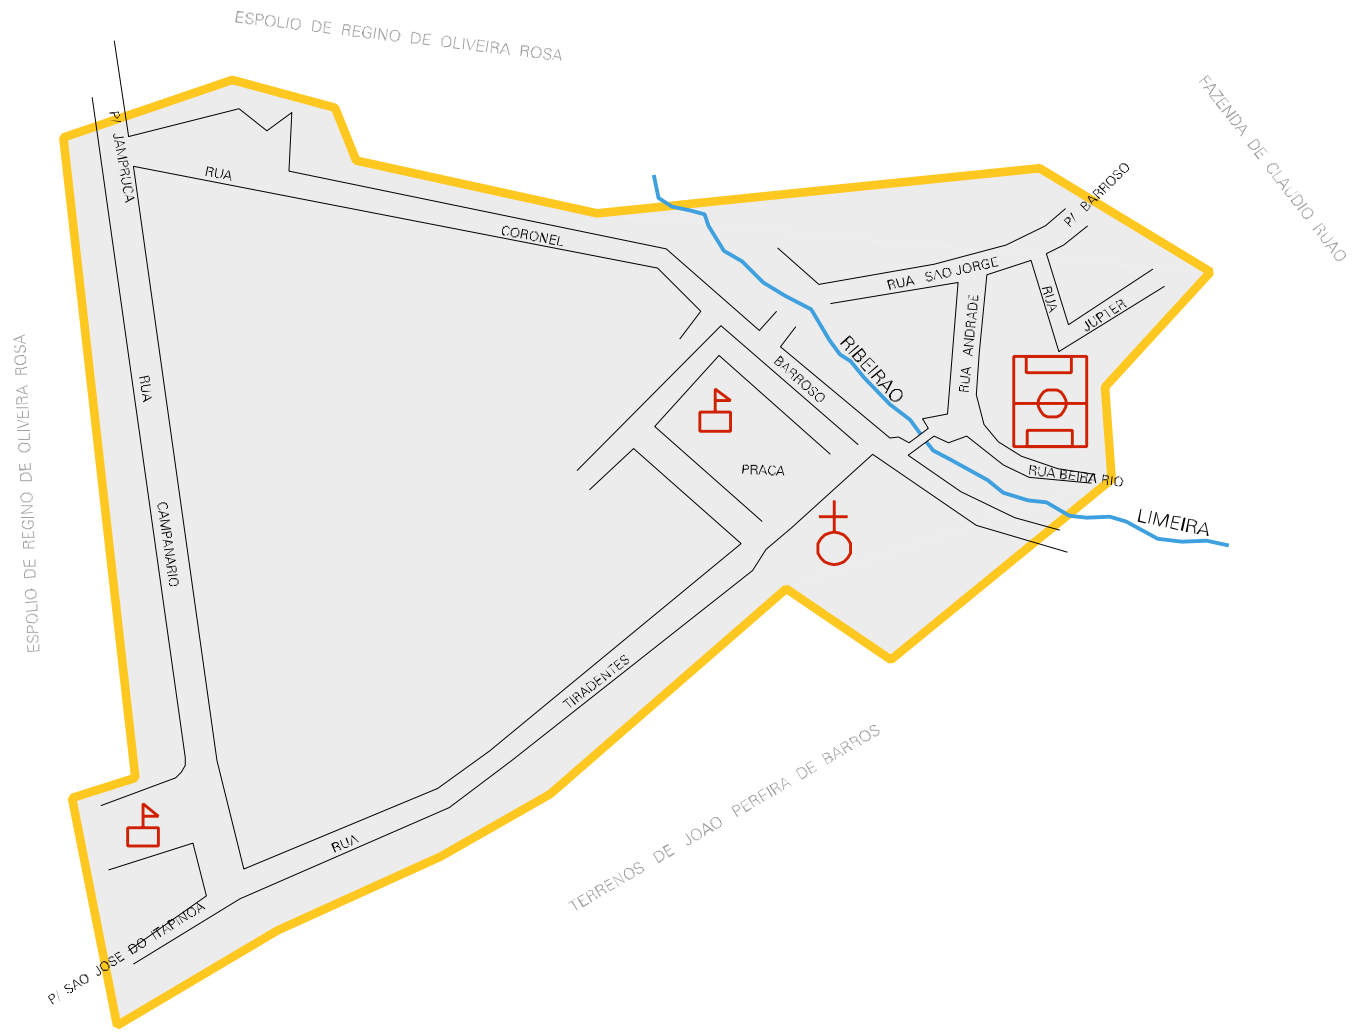 ESPOLIO DE REGINO DE OLIVEIRA ROSA
FAZENDA DE CLAUDIO RUAO
P/ JAMPRUCA
RUA
CORONEL
BARROSO
P/ BARROSO
RUA SAO JORGE
RUA
JUPTER
RUA ANDRADE
RIBEIRAO
RUA
CAMPANARIO
ESPOLIO DE REGINO DE OLIVEIRA ROSA
PRACA
RUA BEIRA RIO
LIMEIRA
TIRADENTES
RUA
TERRENOS DE JOAO PERFIRA DE BARROS
P/ SAO JOSE DO ITAPINOA